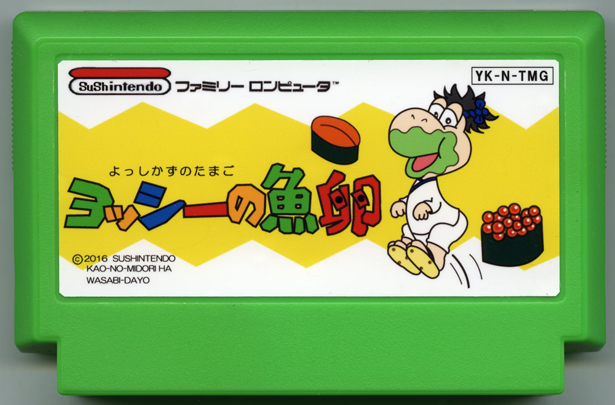 SuShintendo ファミリー ロンピュータ™
YK-N-TMG
よっしかずのたまご
ヨッシーの魚卵
©2016 SUSHINTENDO
KAO-NO-MIDORI HA
WASABI-DAYO